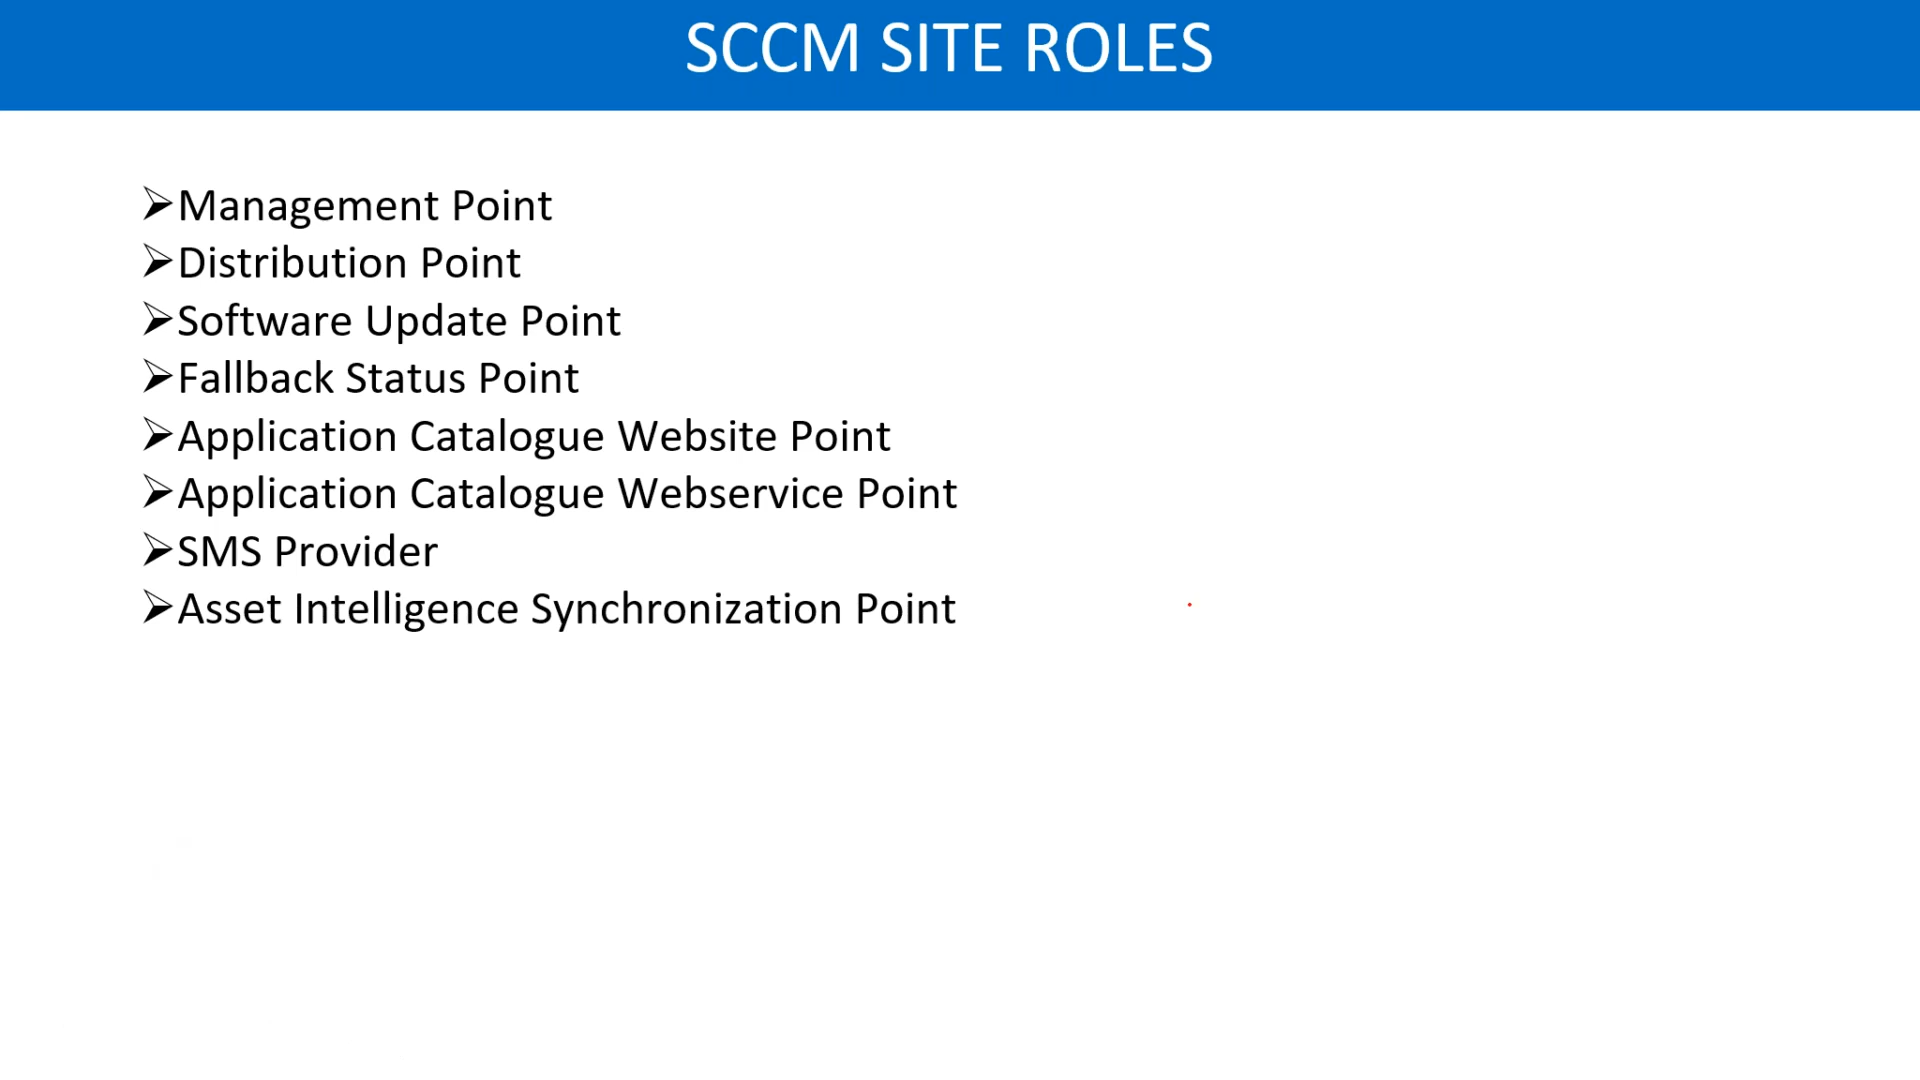 SCCM SITE ROLES
➢Management Point
➢Distribution Point
➢Software Update Point
➢Fallback Status Point
➢Application Catalogue Website Point
➢Application Catalogue Webservice Point
➢SMS Provider
➢Asset Intelligence Synchronization Point